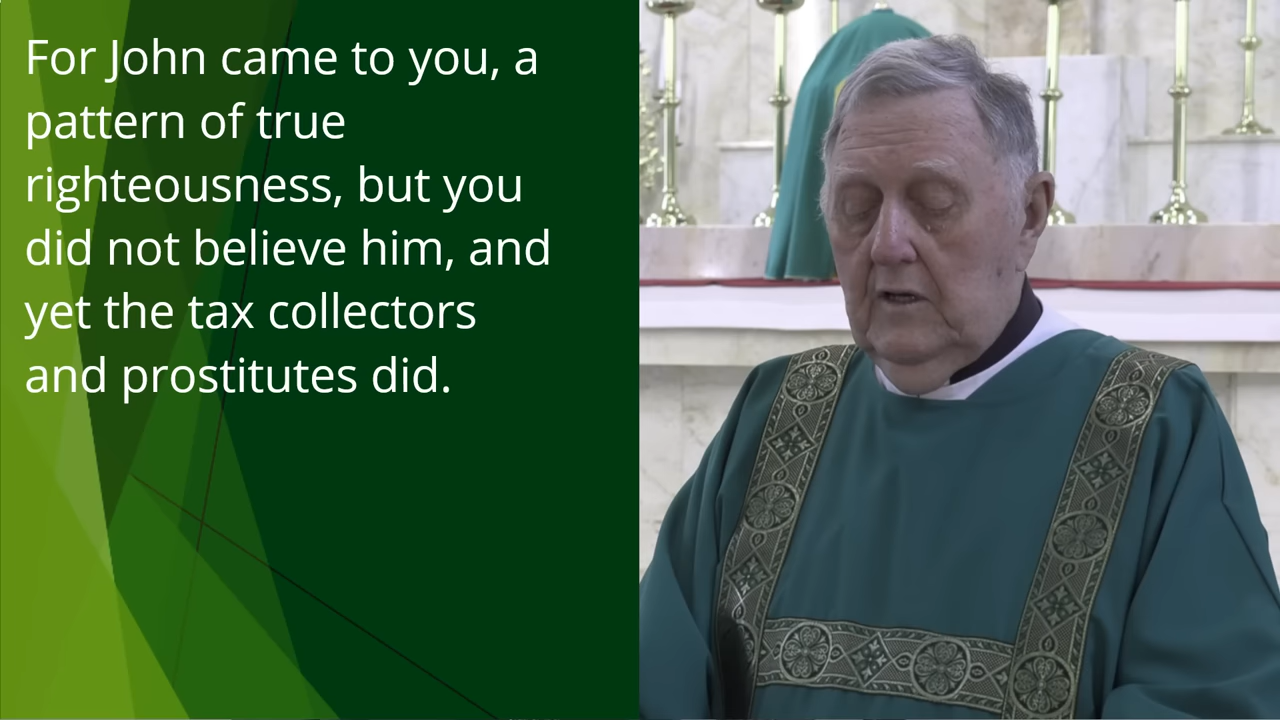 For John came to you, a
pattern of true
righteousness, but you
did not believe him, and
yet the tax collectors
and prostitutes did.